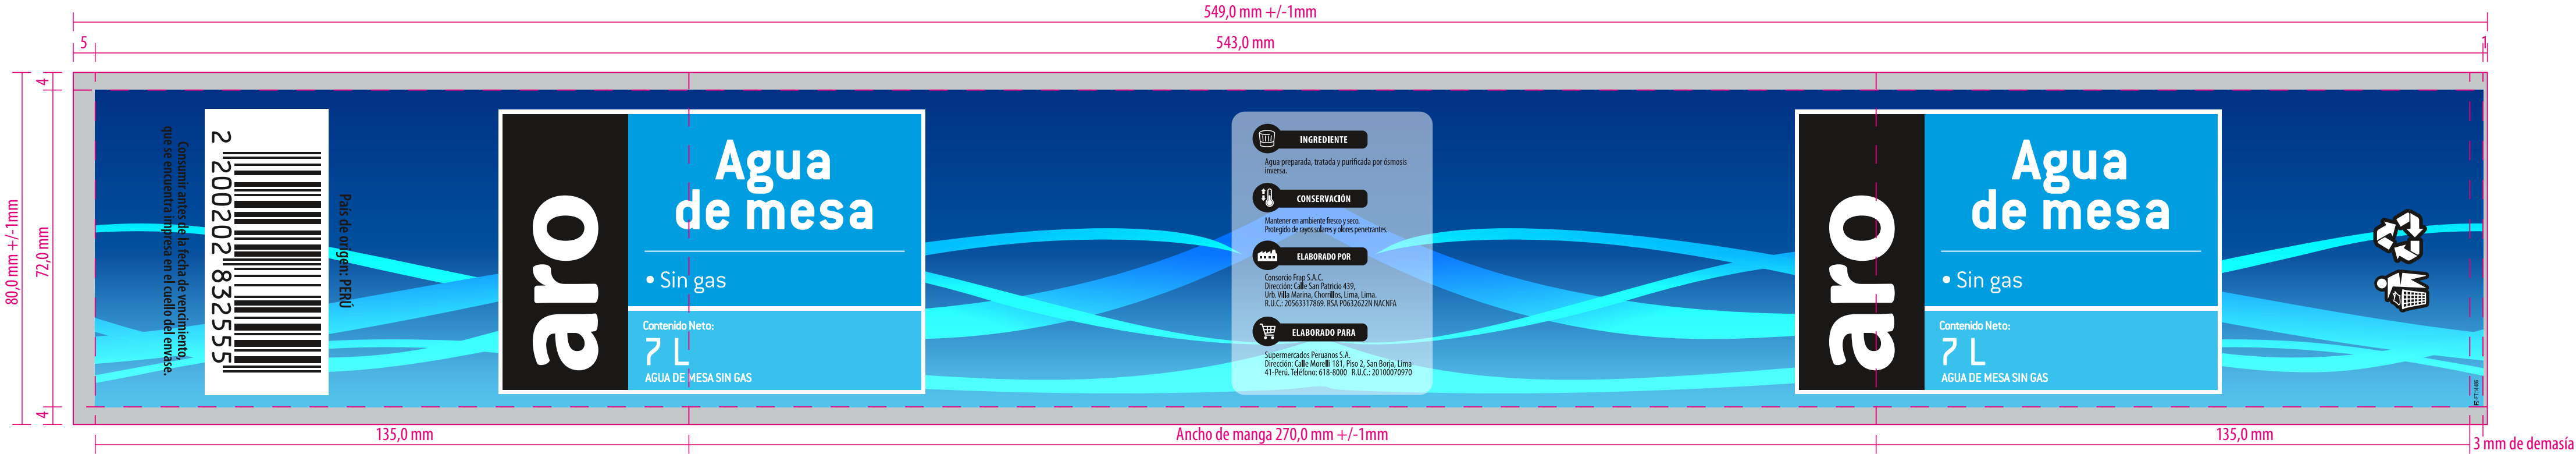 549,0 mm +/-1mm
5
543,0 mm
1
4
80,0 mm +/-1mm
72,0 mm
4
Consumir antes de la fecha de vencimiento,
que se encuentra impresa en el cuello del envase.
2 200202 832555
País de origen: PERÚ
aro
Agua
de mesa
• Sin gas
Contenido Neto:
7 L
AGUA DE MESA SIN GAS
INGREDIENTE
Agua preparada, tratada y purificada por ósmosis
inversa.
CONSERVACIÓN
Mantener en ambiente fresco y seco.
Protegido de rayos solares y olores penetrantes.
ELABORADO POR
Consorcio Frap S.A.C.
Dirección: Calle San Patricio 439,
Urb. Villa Marina, Chorrillos, Lima, Lima.
R.U.C.: 20563317869. RSA P0632622N NACNFA
ELABORADO PARA
Supermercados Peruanos S.A.
Dirección: Calle Morelli 181, Piso 2, San Borja, Lima
41-Perú. Teléfono: 618-8000 R.U.C.: 20100070970
aro
Agua
de mesa
• Sin gas
Contenido Neto:
7 L
AGUA DE MESA SIN GAS
135,0 mm
Ancho de manga 270,0 mm +/-1mm
135,0 mm
3 mm de demasía